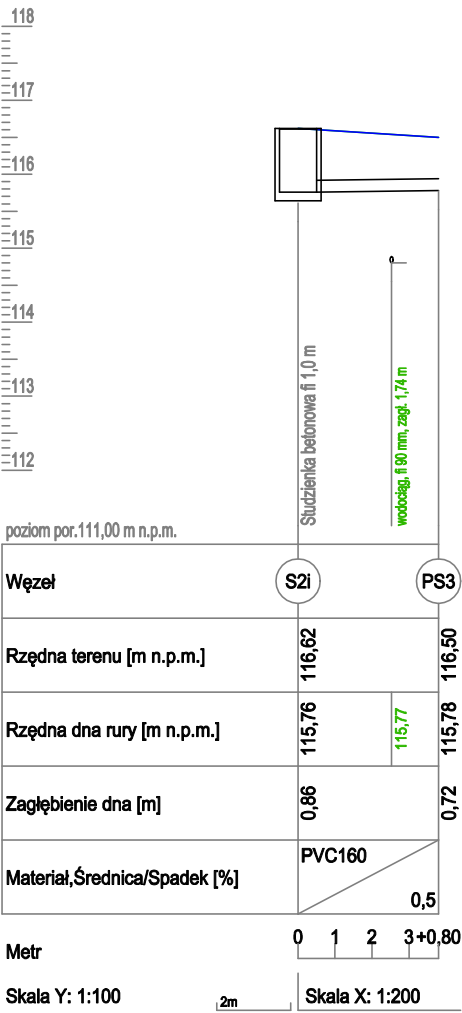 118
117
116
115
114
113
112
Studzienka betonowa fi 1,0 m
wodociąg, fi 90 mm, zagł. 1,74 m
poziom por.111,00 m n.p.m.
Węzeł S2i PS3
Rzędna terenu [m n.p.m.] 116,62 116,50
Rzędna dna rury [m n.p.m.] 115,76 115,77 115,78
Zagłębienie dna [m] 0,86 0,72
Materiał,Średnica/Spadek [%] PVC160 0,5
Metr 0 1 2 3+0,80
Skala Y: 1:100 2m Skala X: 1:200